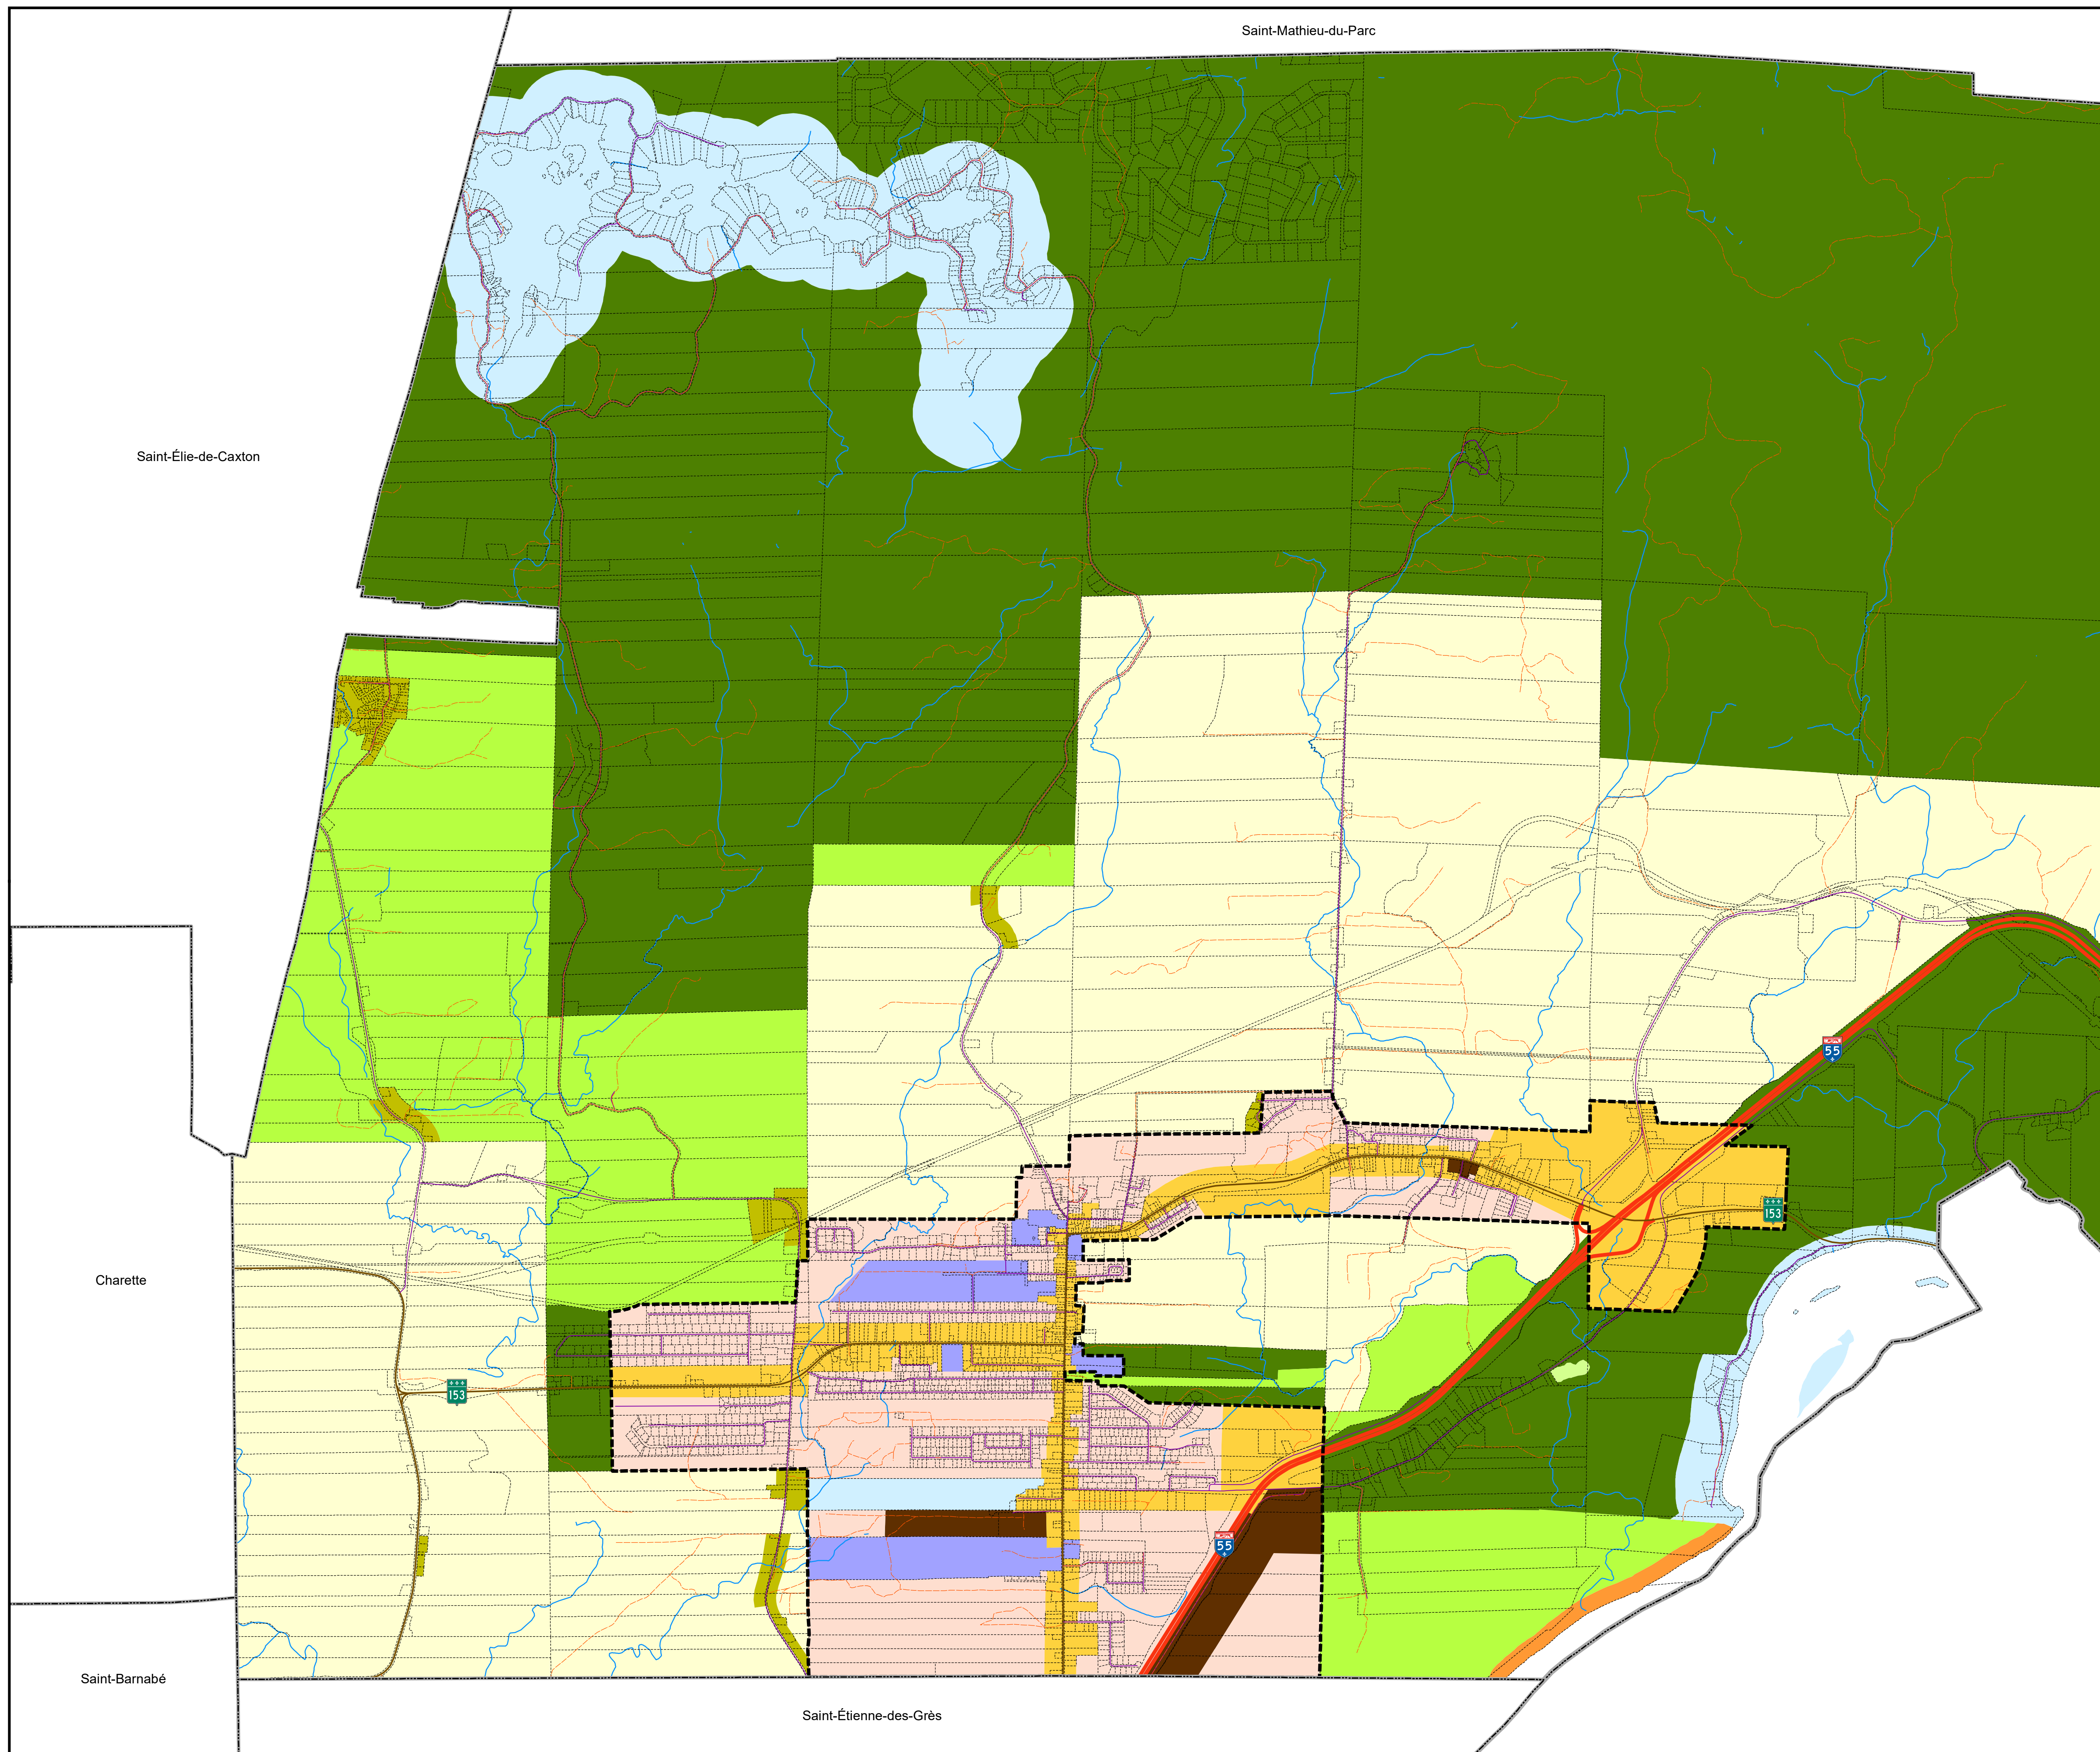 Saint-Mathieu-du-Parc
Saint-Élie-de-Caxton
55
153
Charette
153
55
Saint-Barnabé
Saint-Étienne-des-Grès